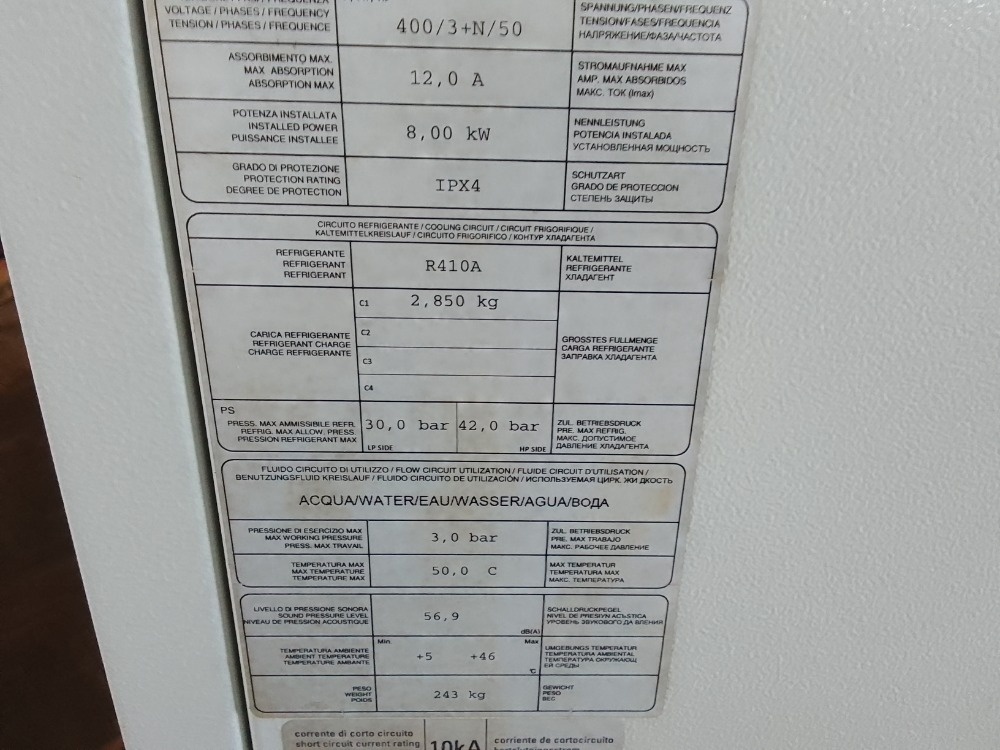 VOLTAGE / PHASES / FREQUENCY
TENSION / PHASES / FREQUENCE
400/3+N/50
SPANNUNG/PHASEN/FREQUENZ
TENSION/FASES/FREQUENCIA
НАПРЯЖЕНИЕ/ФАЗА/ЧАСТОТА
ASSORBIMENTO MAX.
MAX ABSORPTION
ABSORPTION MAX
12,0 A
STROMAUFNAHME MAX
AMP. MAX ABSORBIDOS
МАКС. ТОК (Imax)
POTENZA INSTALLATA
INSTALLED POWER
PUISSANCE INSTALLEE
8,00 kW
NENNLEISTUNG
POTENCIA INSTALADA
УСТАНОВЛЕННАЯ МОЩНОСТЬ
GRADO DI PROTEZIONE
PROTECTION RATING
DEGREE DE PROTECTION
IPX4
SCHUTZART
GRADO DE PROTECCION
СТЕПЕНЬ ЗАЩИТЫ
CIRCUITO REFRIGERANTE / COOLING CIRCUIT / CIRCUIT FRIGORIFIQUE /
KALTEMITTELKREISLAUF / CIRCUITO FRIGORIFICO / КОНТУР ХЛАДАГЕНТА
REFRIGERANTE
REFRIGERANT
REFRIGERANT
R410A
KALTEMITTEL
REFRIGERANTE
ХЛАДАГЕНТ
CARICA REFRIGERANTE
REFRIGERANT CHARGE
CHARGE REFRIGERANTE
C1 2,850 kg
C2
C3
C4
GROSSTES FULLMENGE
CARGA REFRIGERANTE
ЗАПРАВКА ХЛАДАГЕНТА
PS
PRESS. MAX AMMISSIBILE REFR.
REFRIG. MAX ALLOW. PRESS.
PRESSION REFRIGERANT MAX
30,0 bar 42,0 bar
LP SIDE HP SIDE
ZUL. BETRIEBSDRUCK
PRE. MAX REFRIG.
МАКС. ДОПУСТИМОЕ
ДАВЛЕНИЕ ХЛАДАГЕНТА
FLUIDO CIRCUITO DI UTILIZZO / FLOW CIRCUIT UTILIZATION / FLUIDE CIRCUIT D'UTILISATION /
BENUTZUNGSFLUID KREISLAUF / FLUIDO CIRCUITO DE UTILIZACIÓN / ИСПОЛЬЗУЕМАЯ ЦИРК. ЖИ ДКОСТЬ
ACQUA/WATER/EAU/WASSER/AGUA/ВОДА
PRESSIONE DI ESERCIZIO MAX
MAX WORKING PRESSURE
PRESS. MAX TRAVAIL
3,0 bar
ZUL. BETRIEBSDRUCK
PRE. MAX TRABAJO
МАКС. РАБОЧЕЕ ДАВЛЕНИЕ
TEMPERATURA MAX
MAX TEMPERATURE
TEMPERATURE MAX
50,0 C
MAX TEMPERATUR
TEMPERATURA MAX
МАКС. ТЕМПЕРАТУРА
LIVELLO DI PRESSIONE SONORA
SOUND PRESSURE LEVEL
NIVEAU DE PRESSION ACOUSTIQUE
56,9
dB(A)
SCHALLDRUCKPEGEL
NIVEL DE PRESIYN ACЪSTICA
УРОВЕНЬ ЗВУКОВОГО ДА ВЛЕНИЯ
TEMPERATURA AMBIENTE
AMBIENT TEMPERATURE
TEMPERATURE AMBANTE
Min Max
+5 +46
°C
UMGEBUNGS TEMPERATUR
TEMPERATURA AMBIENTAL
ТЕМПЕРАТУРА ОКРУЖАЮЩ
ЕЙ СРЕДЫ
PESO
WEIGHT
POIDS
243 kg
GEWICHT
PESO
ВЕС
corrente di corto circuito
short circuit current rating
10kA
corriente de cortocircuito